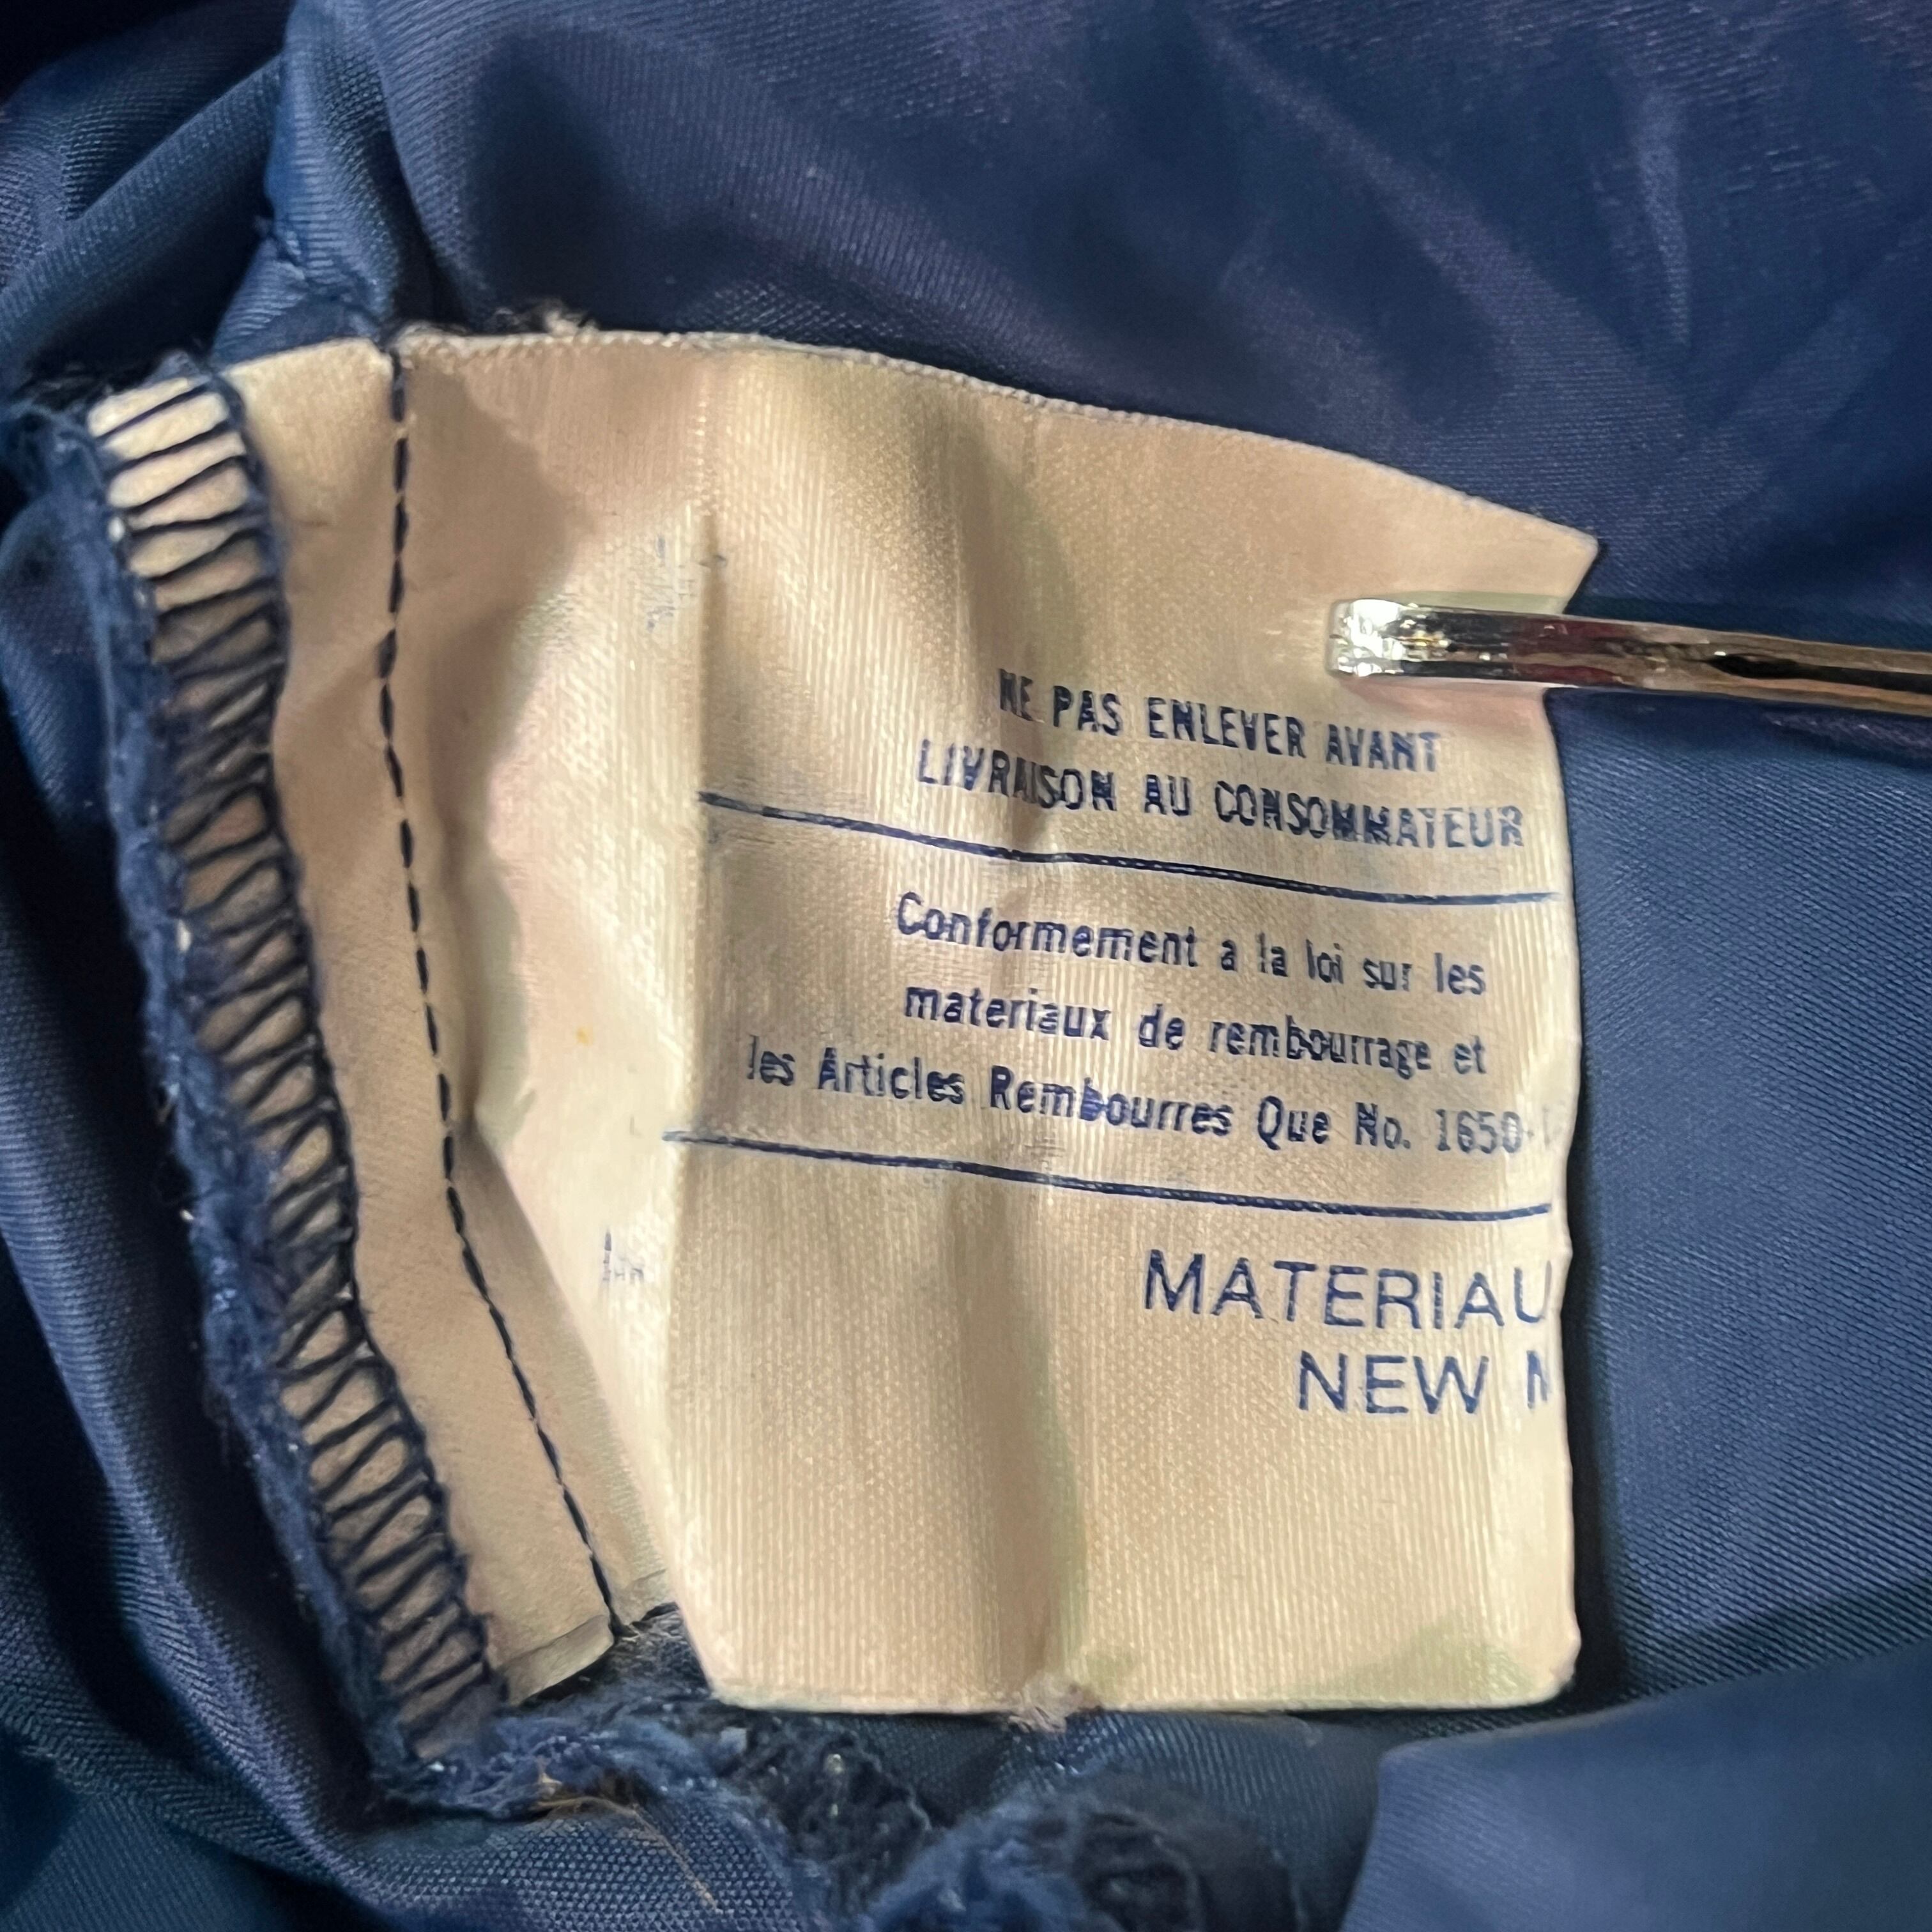 NE PAS ENLEVER AVANT
LIVRAISON AU CONSOMMATEUR
Conformement a la loi sur les
materiaux de rembourrage et
les Articles Rembourres Que No. 1650-
MATERIAU
NEW